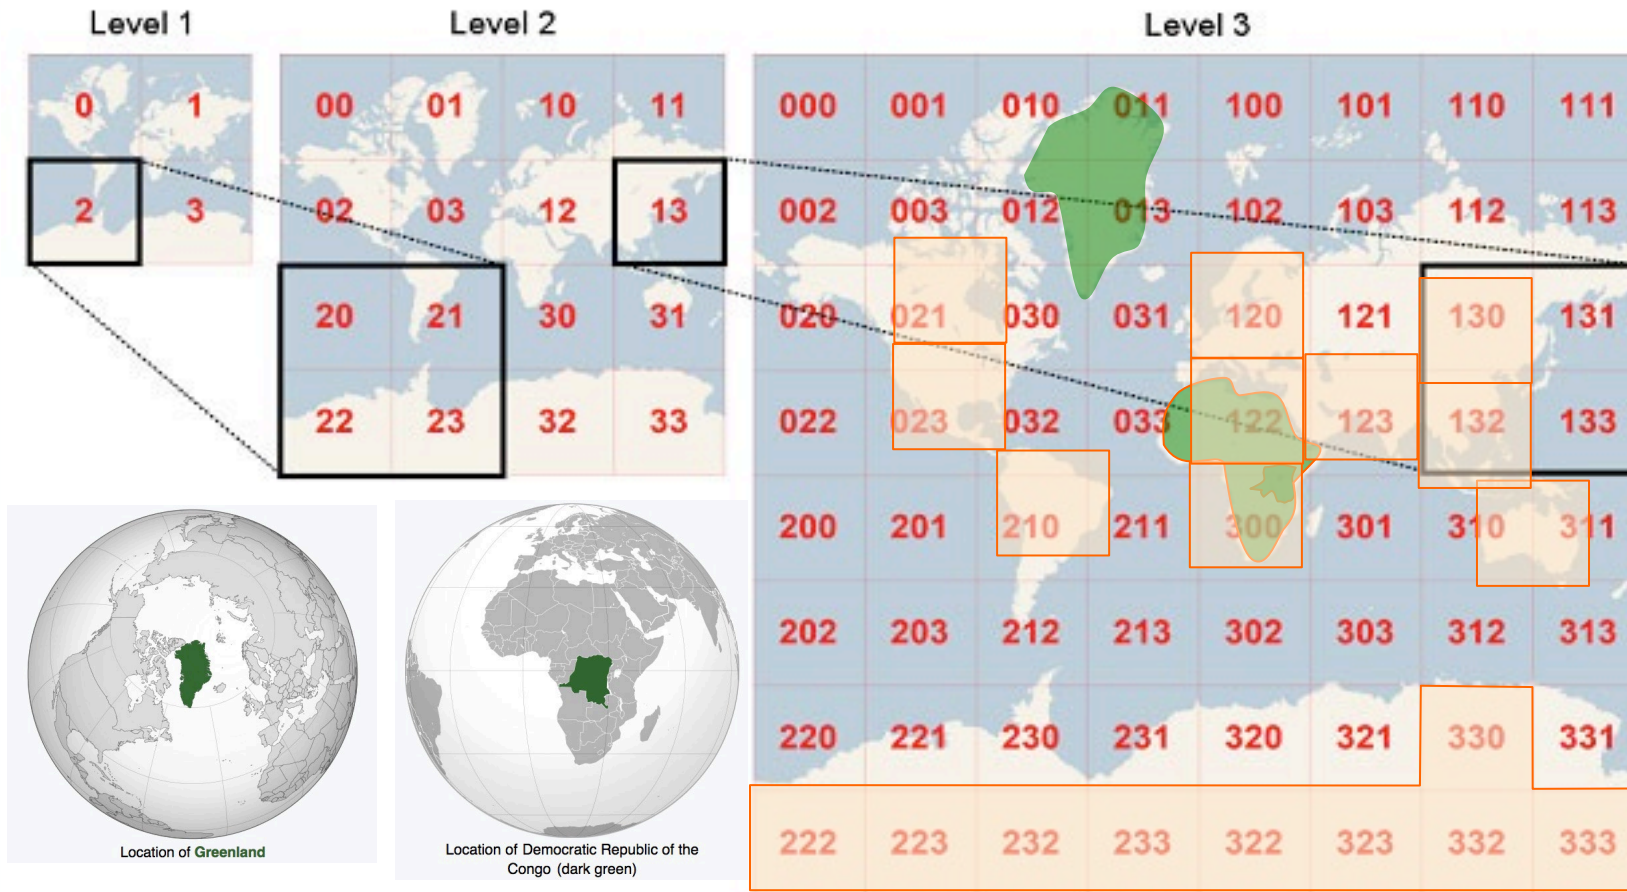 Level 1
Level 2
Level 3
0 1
2 3
00 01 10 11
02 03 12 13
20 21 30 31
22 23 32 33
000 001 010 011 100 101 110 111
002 003 012 013 102 103 112 113
020 021 030 031 120 121 130 131
022 023 032 033 122 123 132 133
200 201 210 211 300 301 310 311
202 203 212 213 302 303 312 313
220 221 230 231 320 321 330 331
222 223 232 233 322 323 332 333
Location of Greenland
Location of Democratic Republic of the
Congo (dark green)